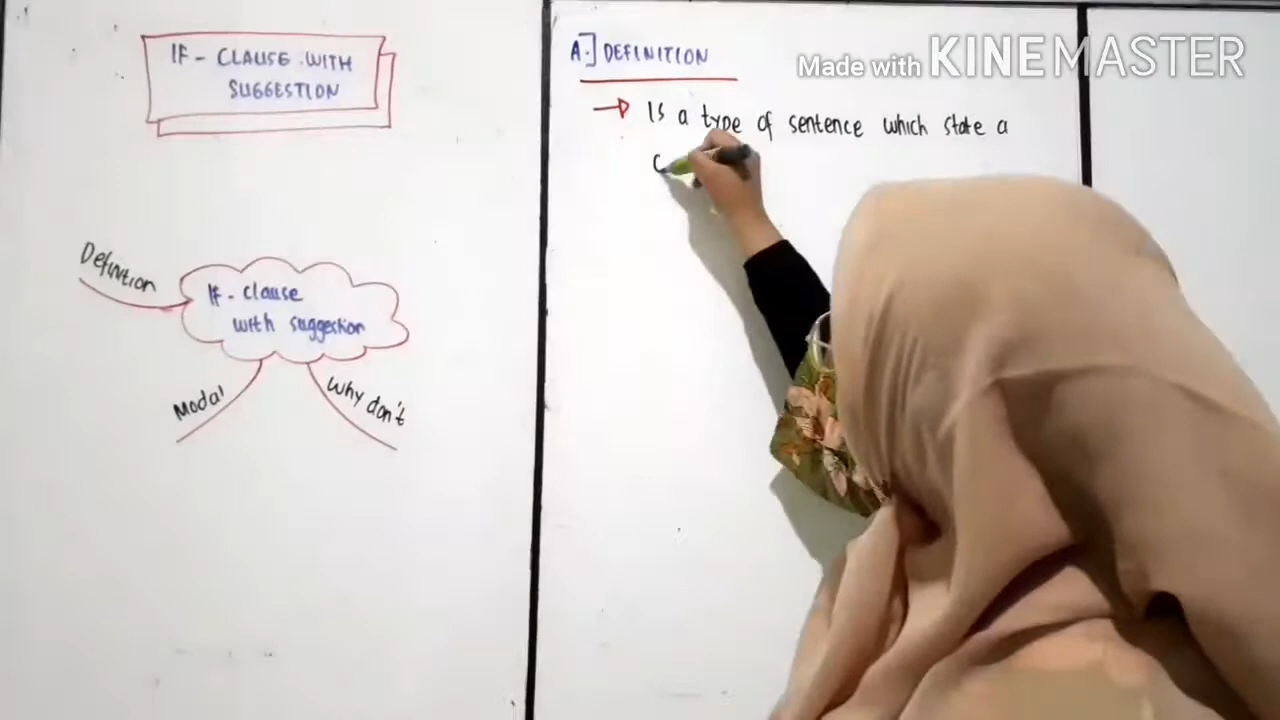 IF - CLAUSE WITH
SUGGESTION
Definition
If - clause
with suggestion
Modal
Why don't
A.] DEFINITION
Made with KINEMASTER
→ Is a type of sentence which state a